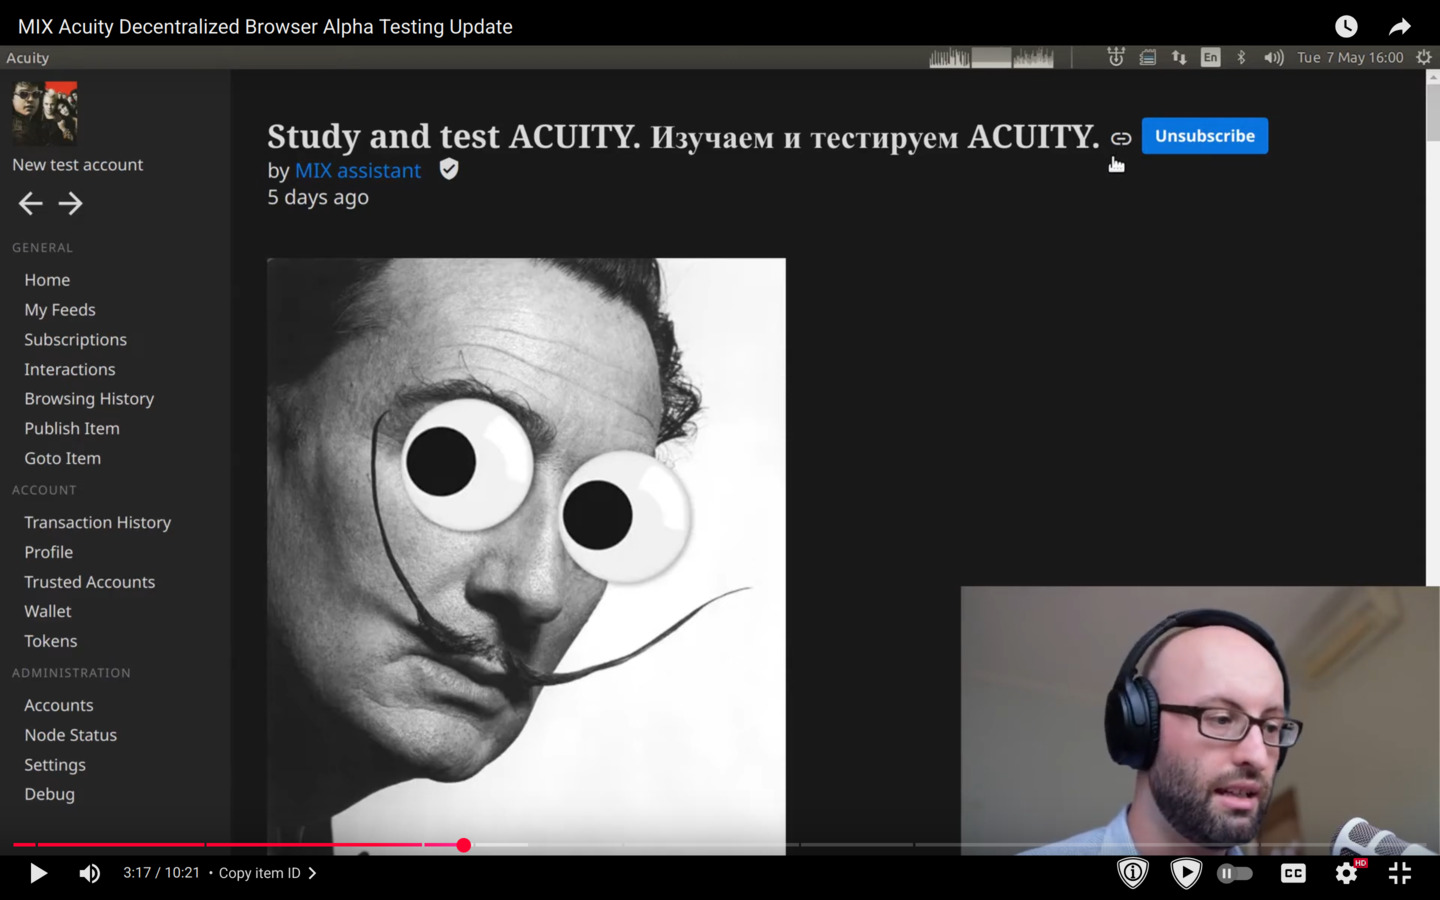 MIX Acuity Decentralized Browser Alpha Testing Update
Acuity
En
Tue 7 May 16:00
New test account
GENERAL
Home
My Feeds
Subscriptions
Interactions
Browsing History
Publish Item
Goto Item
ACCOUNT
Transaction History
Profile
Trusted Accounts
Wallet
Tokens
ADMINISTRATION
Accounts
Node Status
Settings
Debug
Study and test ACUITY. Изучаем и тестируем ACUITY.
Unsubscribe
by MIX assistant
5 days ago
3:17 / 10:21 • Copy item ID
CC
HD